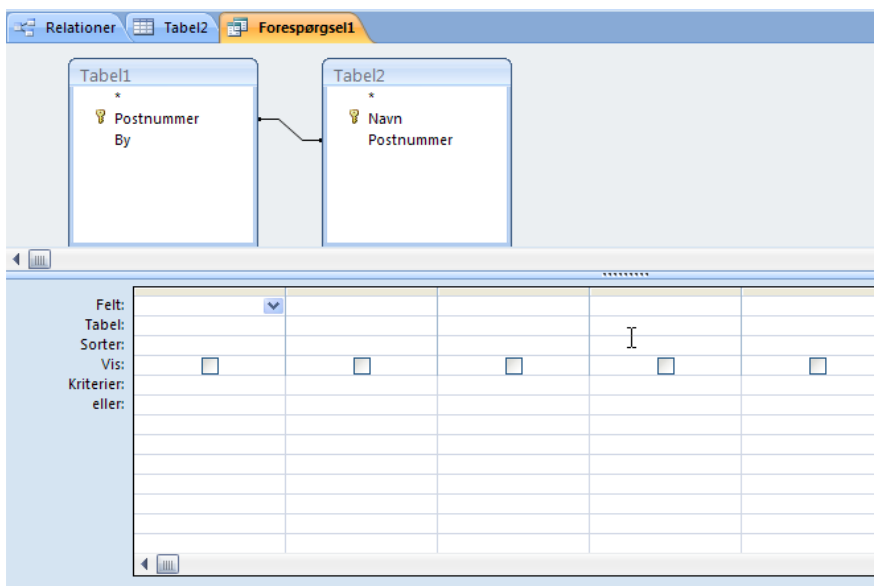 Relationer Tabel2 Forespørgsel1
Tabel1 Tabel2
* *
Postnummer Navn
By Postnummer
Felt:
Tabel:
Sorter:
Vis:
Kriterier:
eller: